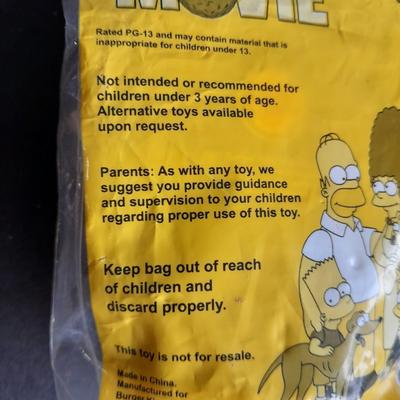 MOVIE
Rated PG-13 and may contain material that is
inappropriate for children under 13.
Not intended or recommended for
children under 3 years of age.
Alternative toys available
upon request.
Parents: As with any toy, we
suggest you provide guidance
and supervision to your children
regarding proper use of this toy.
Keep bag out of reach
of children and
discard properly.
This toy is not for resale.
Made in China.
Manufactured for
Burger